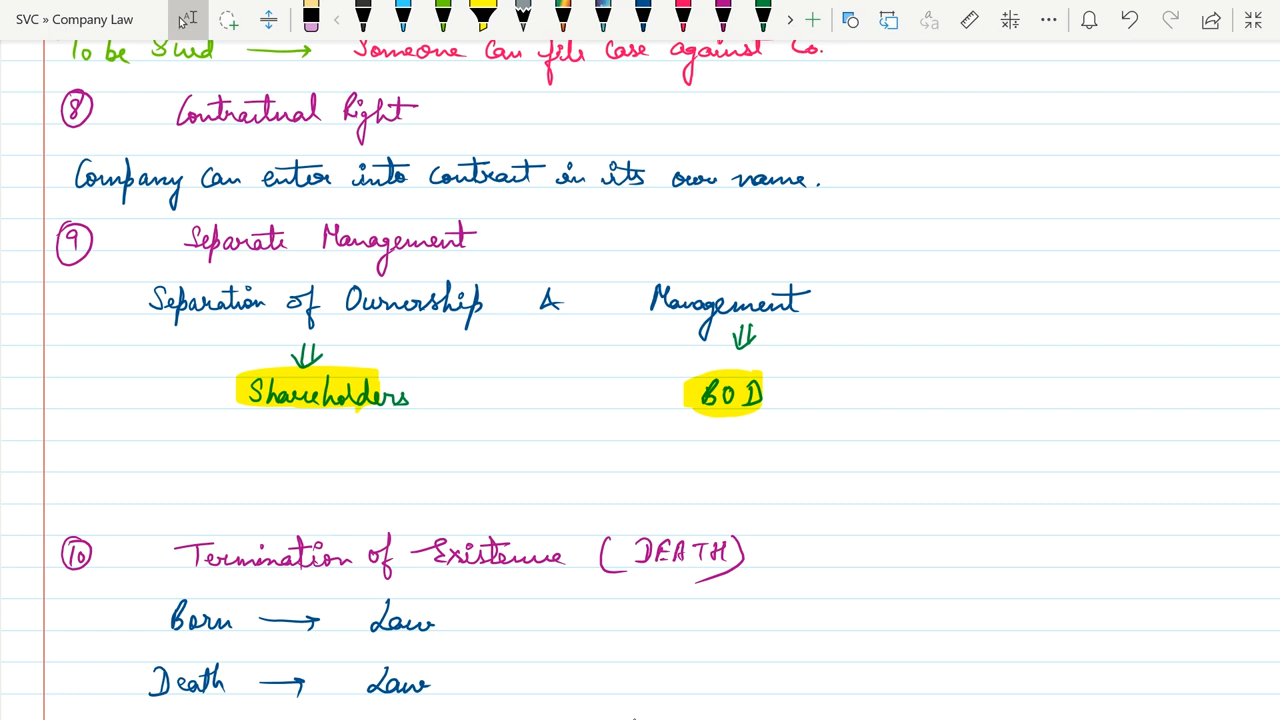 SVC » Company Law
To be Sued → Someone Can file Case against Co.
⑧ Contractual Right
Company Can enter into contract in its own name.
⑨ Separate Management
Separation of Ownership & Management
⇓ ⇓
Shareholders BOD
⑩ Termination of Existence (DEATH)
Born → Law
Death → Law